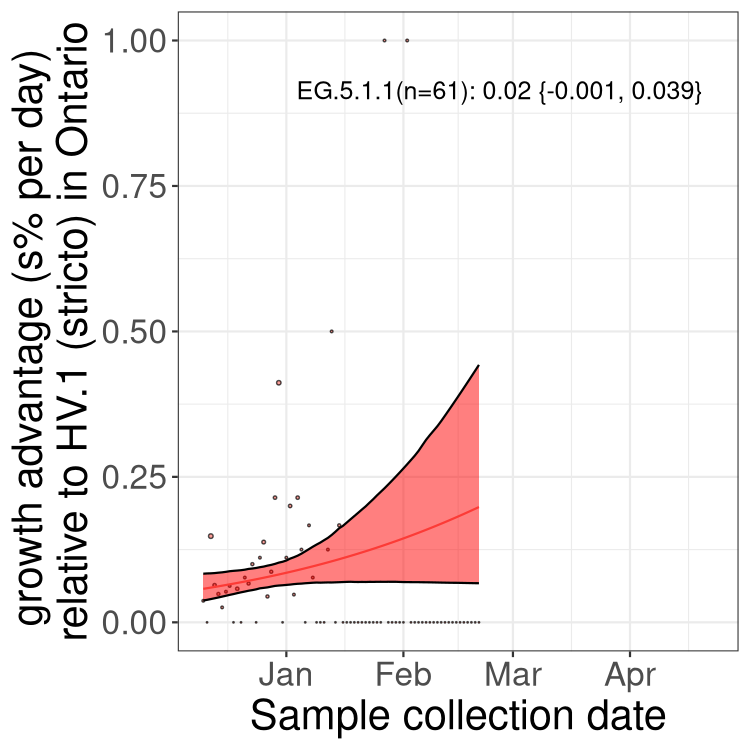 growth advantage (s% per day)
relative to HV.1 (stricto) in Ontario
1.00
EG.5.1.1(n=61): 0.02 {-0.001, 0.039}
0.75
0.50
0.25
0.00
Jan Feb Mar Apr
Sample collection date